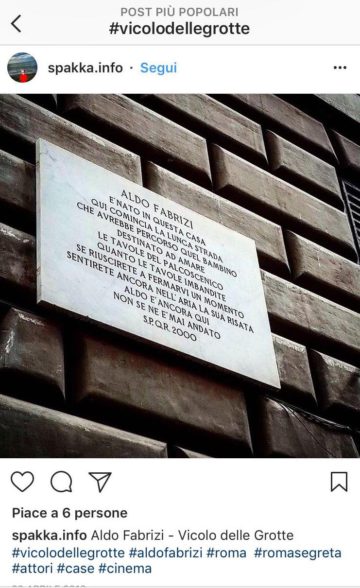 POST PIÙ POPOLARI
#vicolodellegrotte
spakka.info · Segui
ALDO FABRIZI
E'NATO IN QUESTA CASA
QUI COMINCIA LA LUNGA STRADA
CHE AVREBBE PERCORSO QUEL BAMBINO
DESTINATO AD AMARE
LE TAVOLE DEL PALCOSCENICO
QUANTO LE TAVOLE IMBANDITE
SE RIUSCIRETE A FERMARVI UN MOMENTO
SENTIRETE ANCORA NELL'ARIA LA SUA RISATA
ALDO E' ANCORA QUI
NON SE NE E' MAI ANDATO
S.P.Q.R. 2000
Piace a 6 persone
spakka.info Aldo Fabrizi - Vicolo delle Grotte
#vicolodellegrotte #aldofabrizi #roma #romasegreta
#attori #case #cinema